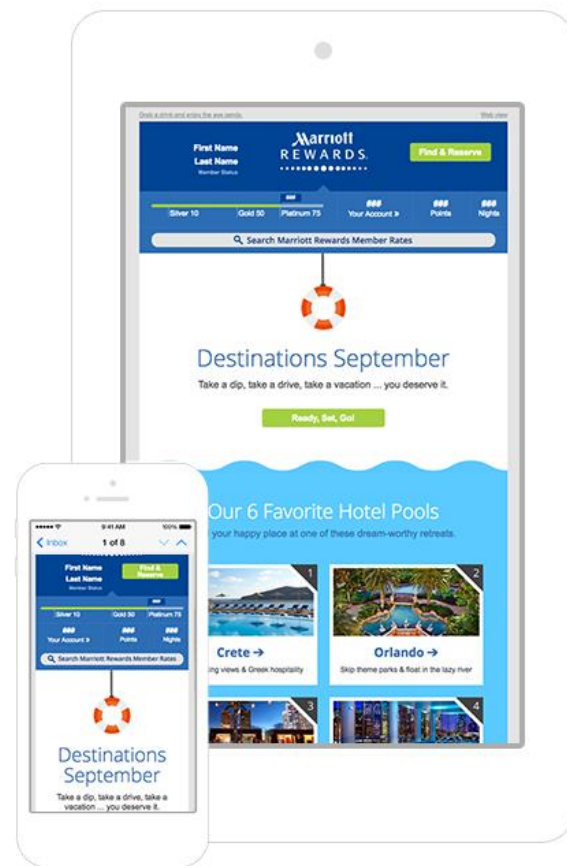 Grab a drink and enjoy the eye candy.
Web view
First Name
Last Name
Member Status
Marriott
REWARDS.
Find & Reserve
###
Silver 10
Gold 50
Platinum 75
###
Your Account »
###
Points
###
Nights
Search Marriott Rewards Member Rates
Destinations September
Take a dip, take a drive, take a vacation ... you deserve it.
Ready, Set, Go!
Our 6 Favorite Hotel Pools
your happy place at one of these dream-worthy retreats.
1
Crete →
views & Greek hospitality
2
Orlando →
Skip theme parks & float in the lazy river
3
4
9:41 AM
100%
Inbox
1 of 8
First Name
Last Name
Member Status
Find &
Reserve
###
Silver 10
Gold 50
Platinum 75
###
Your Account »
###
Points
###
Nights
Search Marriott Rewards Member Rates
Destinations
September
Take a dip, take a drive, take a
vacation ... you deserve it.